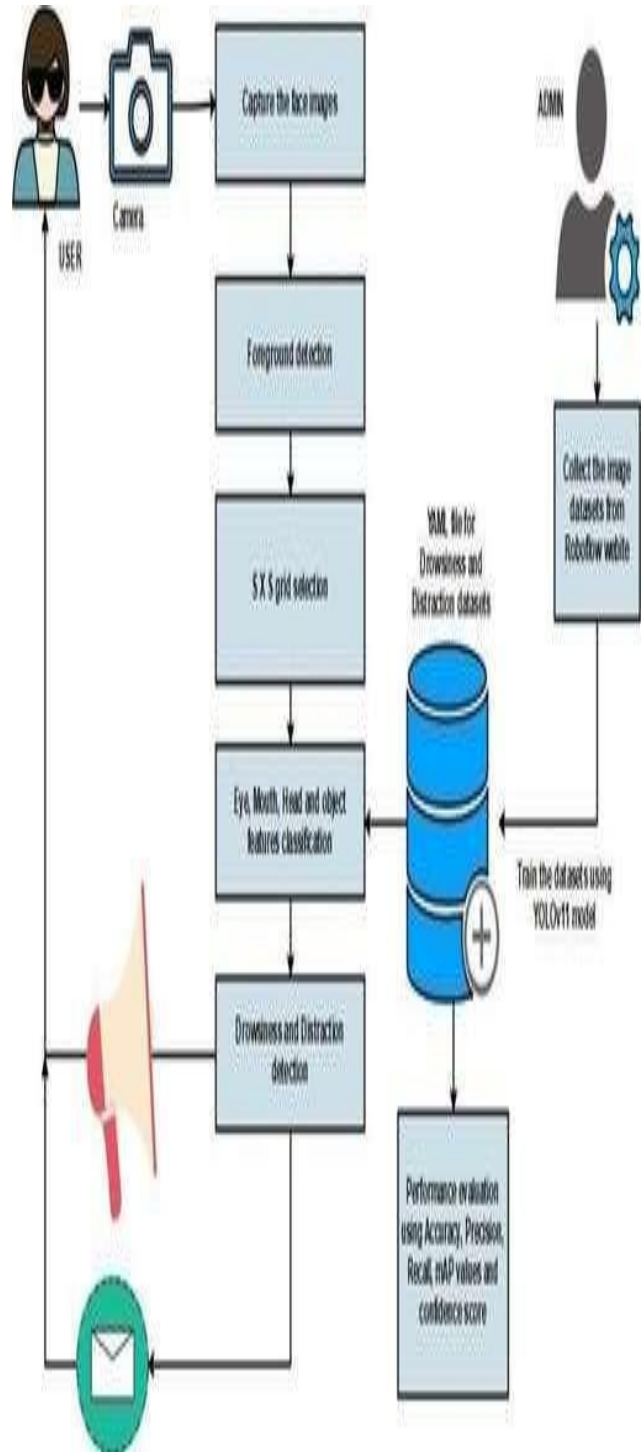 USER
Camera
Capture the face images
Foreground detection
S X S grid selection
Eye, Mouth, Head and object
features classification
Drowsiness and Distraction
detection
ADMIN
Collect the image
datasets from
Roboflow webite
YAML file for
Drowsiness and
Distraction datasets
Train the datasets using
YOLOv11 model
Performance evaluation
using Accuracy, Precision,
Recall, mAP values and
confidence score